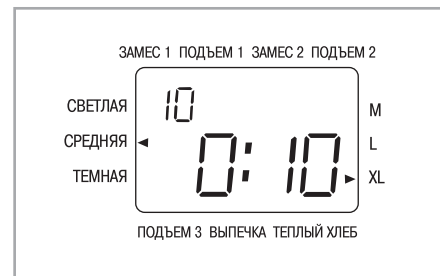 ЗАМЕС 1 ПОДЪЕМ 1 ЗАМЕС 2 ПОДЪЕМ 2
СВЕТЛАЯ 10 M
СРЕДНЯЯ L
ТЕМНАЯ 0:10 XL
ПОДЪЕМ 3 ВЫПЕЧКА ТЕПЛЫЙ ХЛЕБ